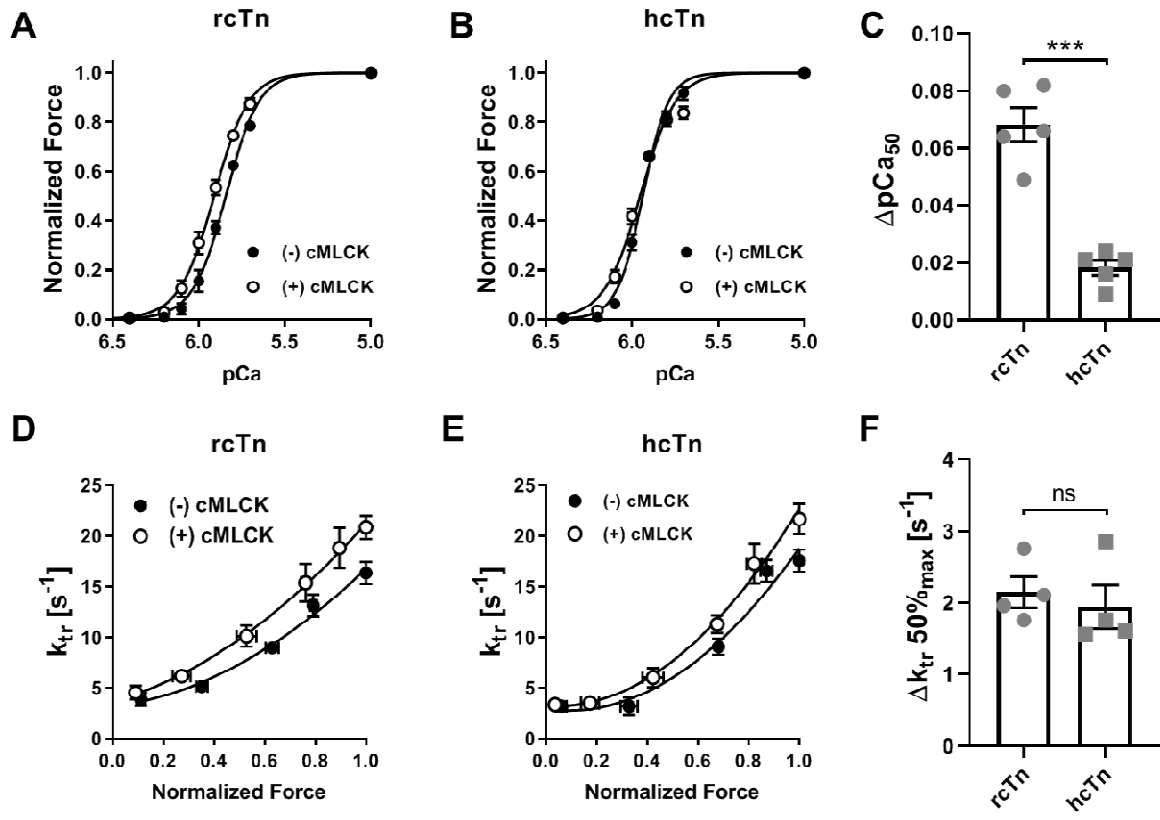 A
rcTn
Normalized Force
1.0
0.8
0.6
0.4
0.2
0.0
(-) cMLCK
(+) cMLCK
6.5 6.0 5.5 5.0
pCa
B
hcTn
Normalized Force
1.0
0.8
0.6
0.4
0.2
0.0
(-) cMLCK
(+) cMLCK
6.5 6.0 5.5 5.0
pCa
C
ΔpCa50
0.10
0.08
0.06
0.04
0.02
0.00
***
rcTn hcTn
D
rcTn
ktr [s-1]
25
20
15
10
5
0
(-) cMLCK
(+) cMLCK
0.0 0.2 0.4 0.6 0.8 1.0
Normalized Force
E
hcTn
ktr [s-1]
25
20
15
10
5
0
(-) cMLCK
(+) cMLCK
0.0 0.2 0.4 0.6 0.8 1.0
Normalized Force
F
Δktr 50%max [s-1]
4
3
2
1
0
ns
rcTn hcTn